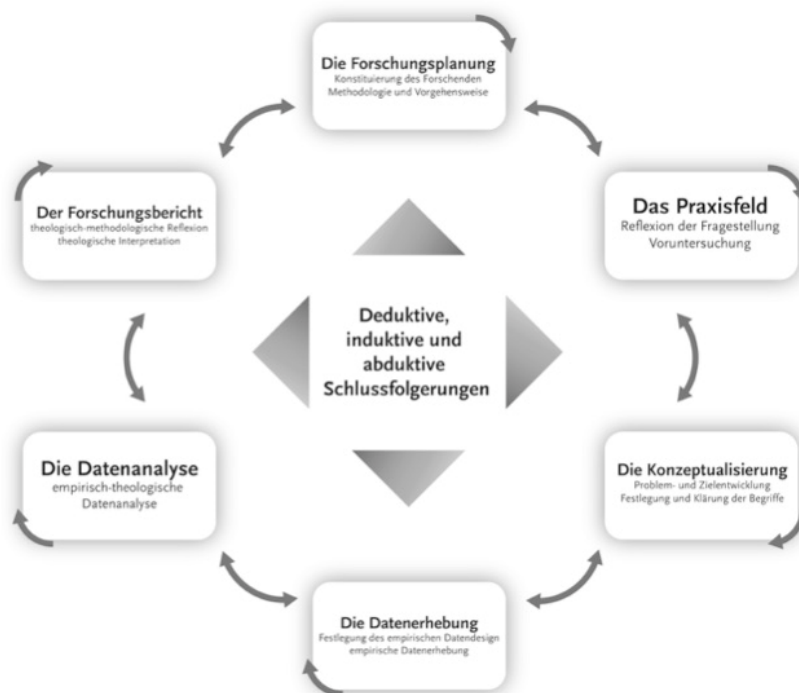 Die Forschungsplanung
Konstituierung des Forschenden
Methodologie und Vorgehensweise
Der Forschungsbericht
theologisch-methodologische Reflexion
theologische Interpretation
Das Praxisfeld
Reflexion der Fragestellung
Voruntersuchung
Deduktive,
induktive und
abduktive
Schlussfolgerungen
Die Datenanalyse
empirisch-theologische
Datenanalyse
Die Konzeptualisierung
Problem- und Zielentwicklung
Festlegung und Klärung der Begriffe
Die Datenerhebung
Festlegung des empirischen Datendesign
empirische Datenerhebung